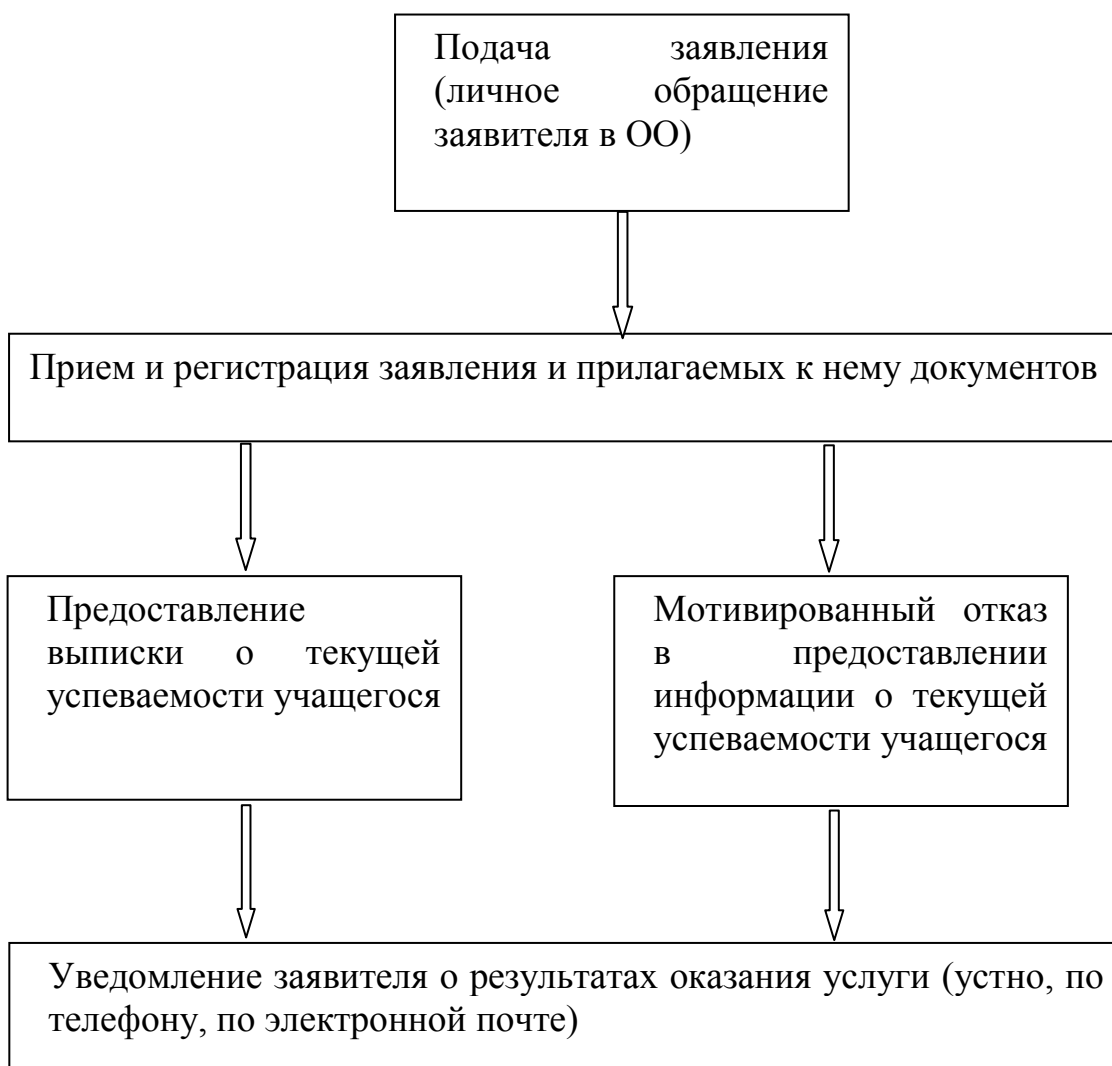 Подача заявления
(личное обращение
заявителя в ОО)
Прием и регистрация заявления и прилагаемых к нему документов
Предоставление
выписки о текущей
успеваемости учащегося
Мотивированный отказ
в предоставлении
информации о текущей
успеваемости учащегося
Уведомление заявителя о результатах оказания услуги (устно, по
телефону, по электронной почте)